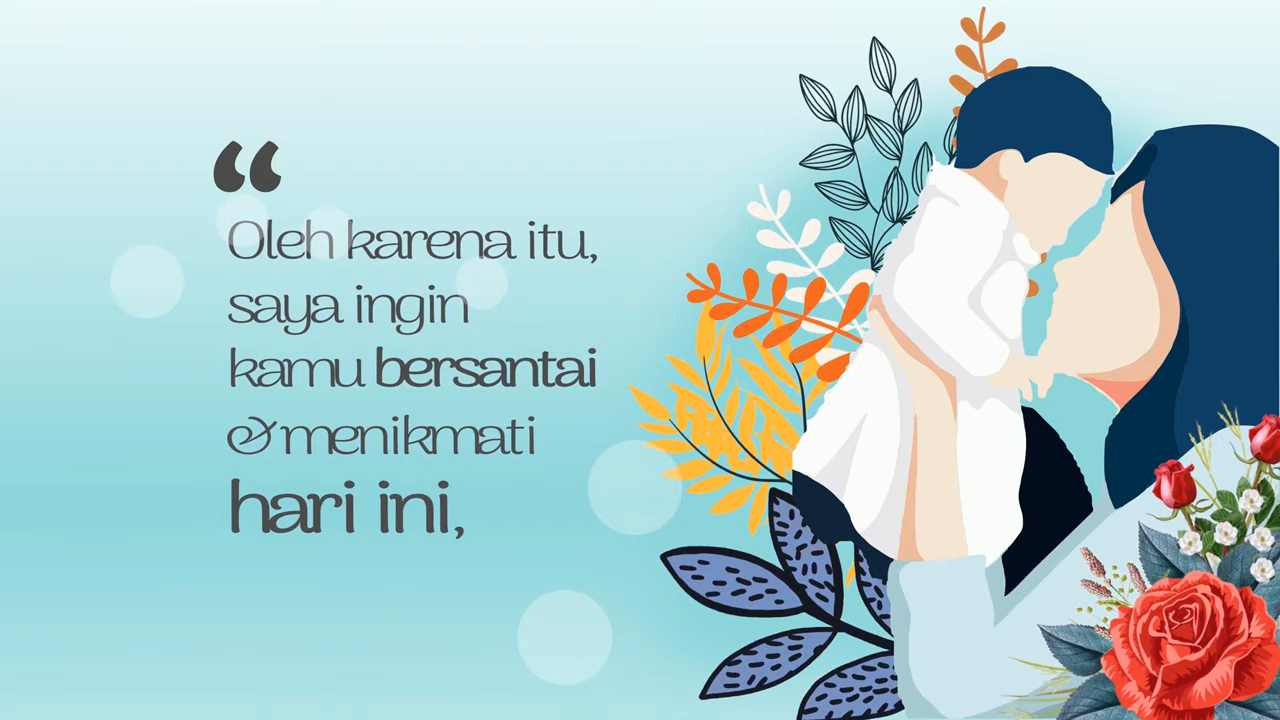 “
Oleh karena itu,
saya ingin
kamu bersantai
& menikmati
hari ini,